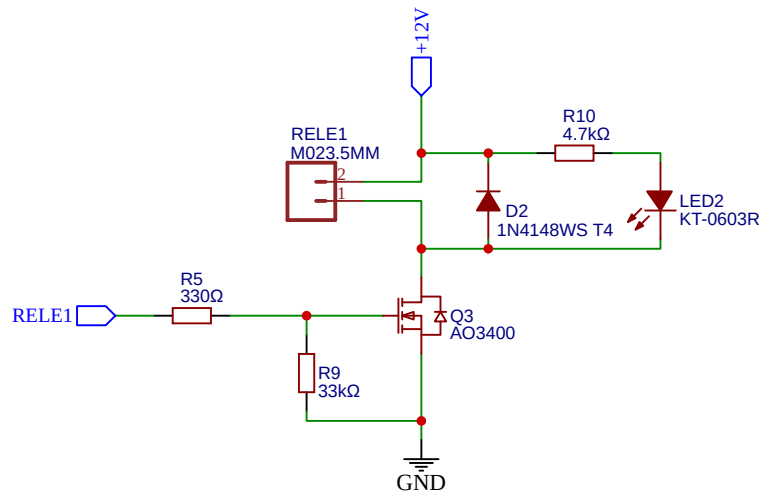 +12V
RELE1
M023.5MM
2
1
R10
4.7kΩ
D2
1N4148WS T4
LED2
KT-0603R
RELE1
R5
330Ω
Q3
AO3400
R9
33kΩ
GND